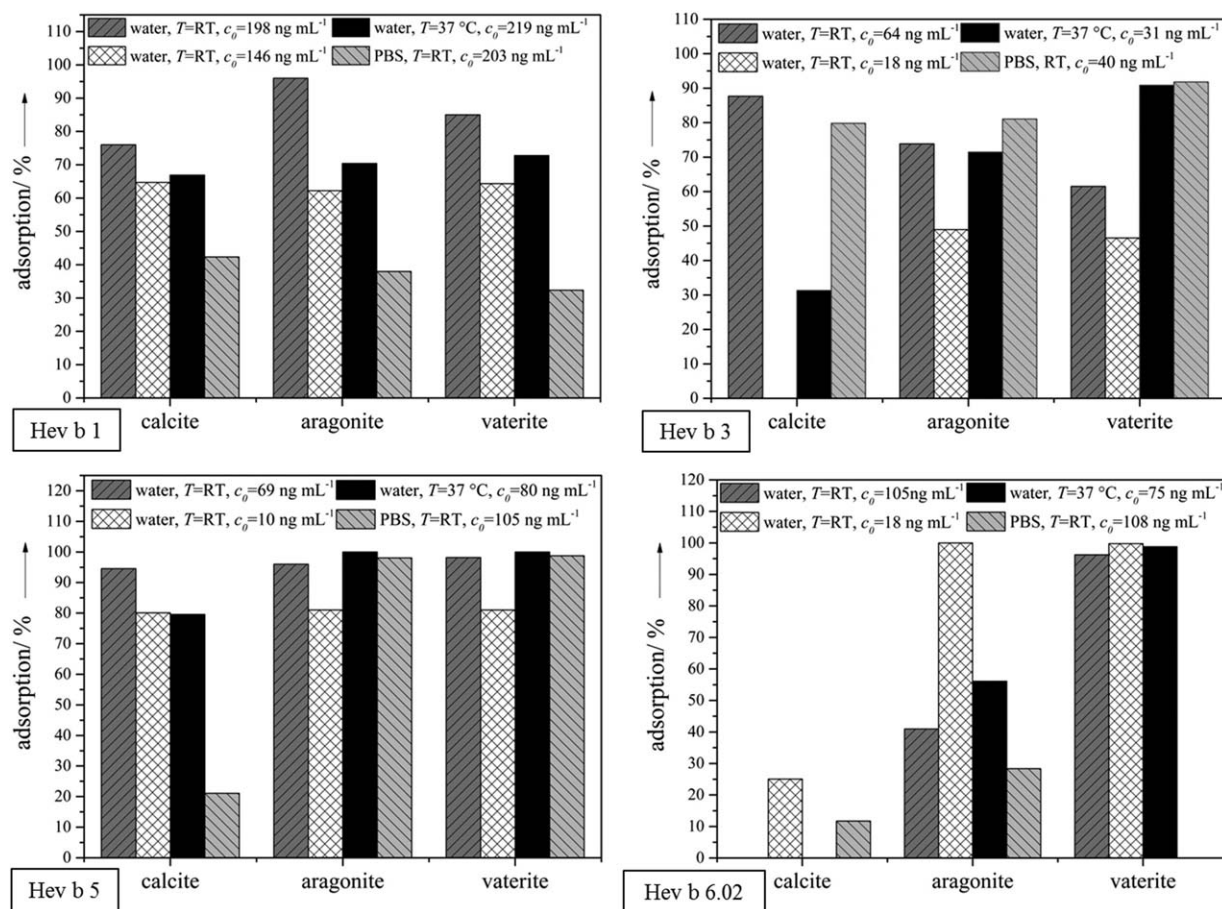 water, T=RT, c₀=198 ng mL⁻¹
water, T=37 °C, c₀=219 ng mL⁻¹
water, T=RT, c₀=146 ng mL⁻¹
PBS, T=RT, c₀=203 ng mL⁻¹
adsorption/ %
110
100
90
80
70
60
50
40
30
20
10
0
calcite
aragonite
vaterite
Hev b 1
water, T=RT, c₀=64 ng mL⁻¹
water, T=37 °C, c₀=31 ng mL⁻¹
water, T=RT, c₀=18 ng mL⁻¹
PBS, RT, c₀=40 ng mL⁻¹
adsorption/ %
110
100
90
80
70
60
50
40
30
20
10
0
calcite
aragonite
vaterite
Hev b 3
water, T=RT, c₀=69 ng mL⁻¹
water, T=37 °C, c₀=80 ng mL⁻¹
water, T=RT, c₀=10 ng mL⁻¹
PBS, T=RT, c₀=105 ng mL⁻¹
adsorption/ %
120
110
100
90
80
70
60
50
40
30
20
10
0
calcite
aragonite
vaterite
Hev b 5
water, T=RT, c₀=105ng mL⁻¹
water, T=37 °C, c₀=75 ng mL⁻¹
water, T=RT, c₀=18 ng mL⁻¹
PBS, T=RT, c₀=108 ng mL⁻¹
adsorption/ %
120
110
100
90
80
70
60
50
40
30
20
10
0
calcite
aragonite
vaterite
Hev b 6.02